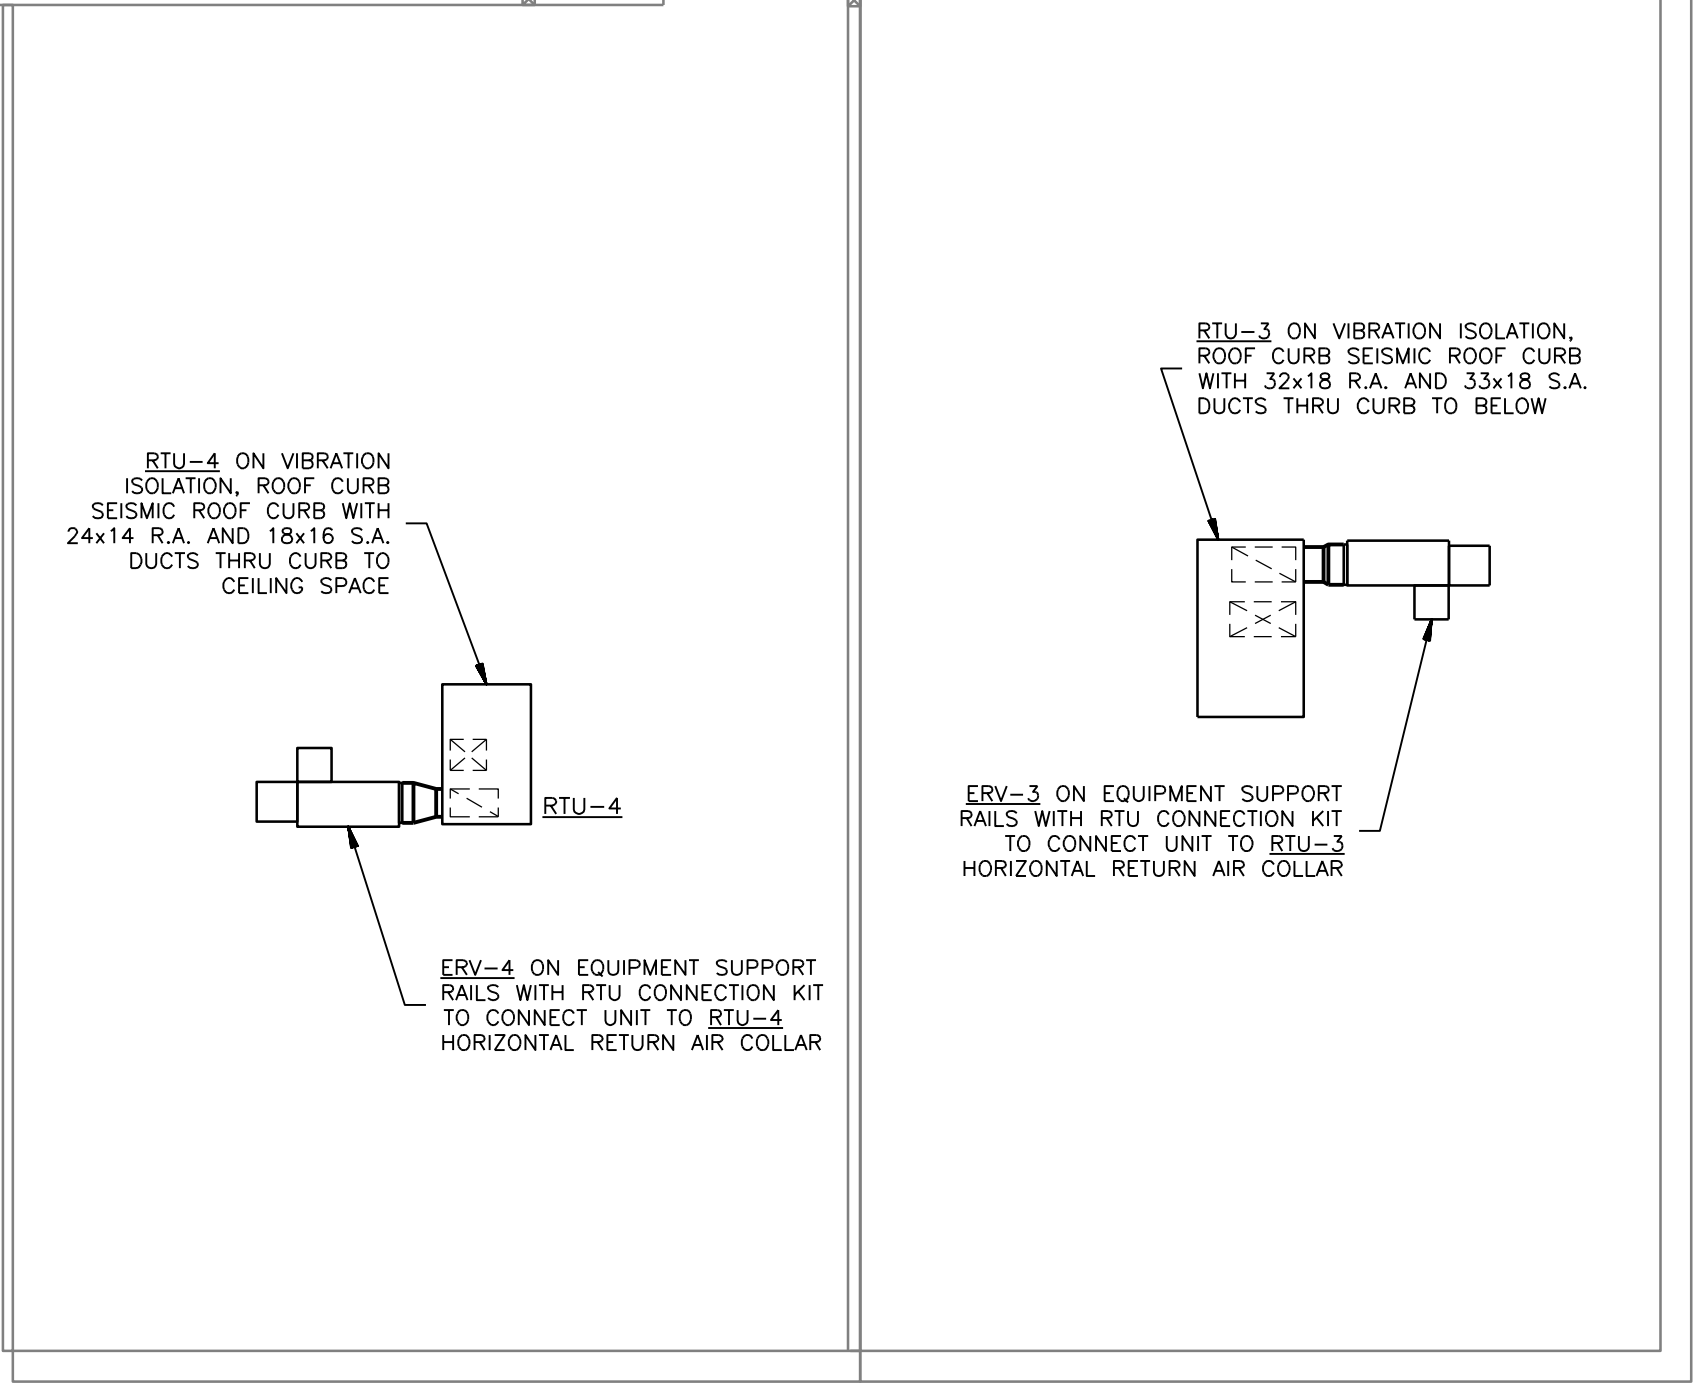 RTU-4 ON VIBRATION
ISOLATION, ROOF CURB
SEISMIC ROOF CURB WITH
24x14 R.A. AND 18x16 S.A.
DUCTS THRU CURB TO
CEILING SPACE
RTU-4
ERV-4 ON EQUIPMENT SUPPORT
RAILS WITH RTU CONNECTION KIT
TO CONNECT UNIT TO RTU-4
HORIZONTAL RETURN AIR COLLAR
RTU-3 ON VIBRATION ISOLATION,
ROOF CURB SEISMIC ROOF CURB
WITH 32x18 R.A. AND 33x18 S.A.
DUCTS THRU CURB TO BELOW
ERV-3 ON EQUIPMENT SUPPORT
RAILS WITH RTU CONNECTION KIT
TO CONNECT UNIT TO RTU-3
HORIZONTAL RETURN AIR COLLAR